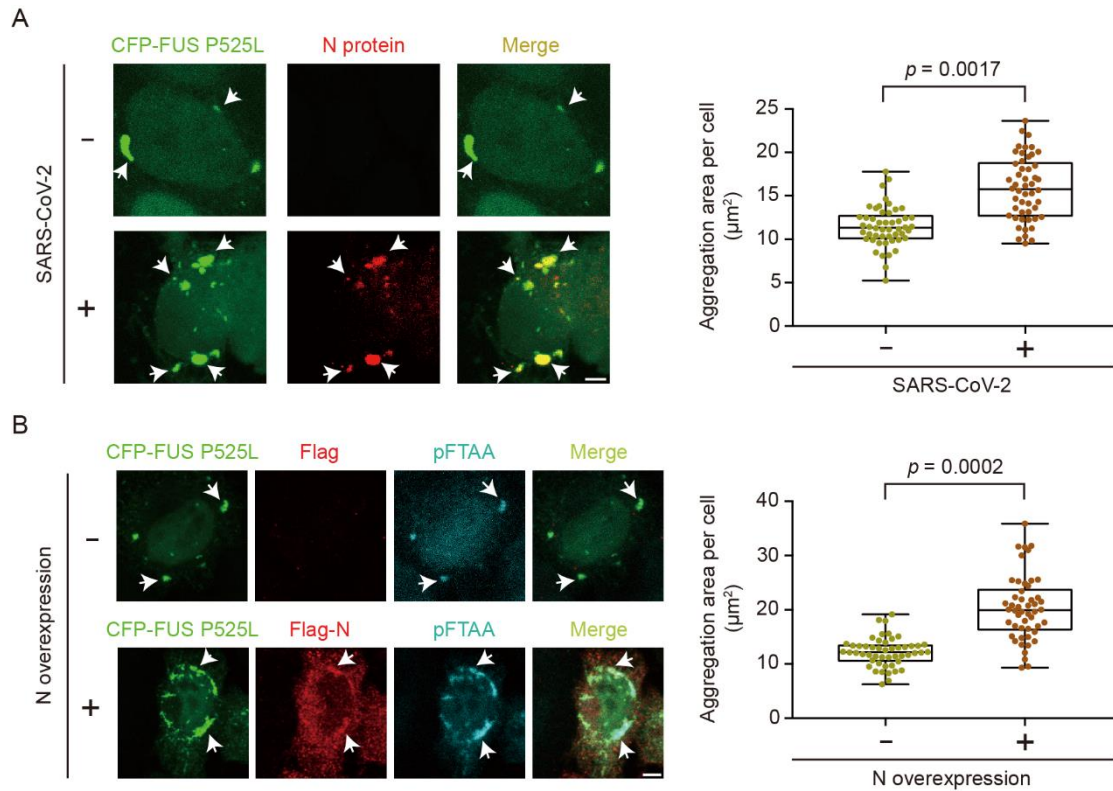 A
CFP-FUS P525L N protein Merge
SARS-CoV-2
−
+
p = 0.0017
Aggregation area per cell
(µm²)
25
20
15
10
5
0
− +
SARS-CoV-2
B
CFP-FUS P525L Flag pFTAA Merge
N overexpression
−
CFP-FUS P525L Flag-N pFTAA Merge
+
p = 0.0002
Aggregation area per cell
(µm²)
40
30
20
10
0
− +
N overexpression